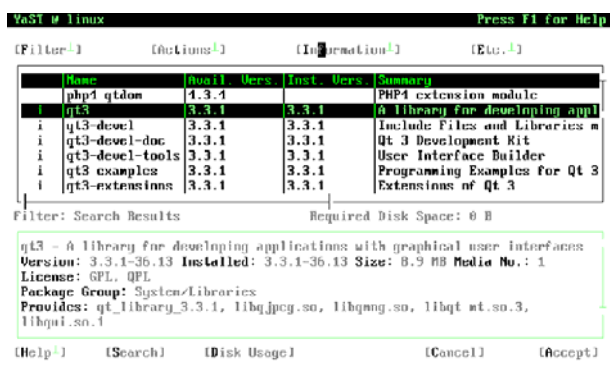 YaST @ linux Press F1 for Help
[Filter↓] [Actions↓] [Information↓] [Etc.↓]
Name Avail. Vers. Inst. Vers. Summary
php4 qtdom 4.3.4 PHP4 extension module
i qt3 3.3.1 3.3.1 A library for developing appl
i qt3-devel 3.3.1 3.3.1 Include Files and Libraries m
i qt3-devel-doc 3.3.1 3.3.1 Qt 3 Development Kit
i qt3-devel-tools 3.3.1 3.3.1 User Interface Builder
i qt3 examples 3.3.1 3.3.1 Programming Examples for Qt 3
i qt3-extensions 3.3.1 3.3.1 Extensions of Qt 3
Filter: Search Results Required Disk Space: 0 B
qt3 - A library for developing applications with graphical user interfaces
Version: 3.3.1-36.13 Installed: 3.3.1-36.13 Size: 8.9 MB Media No.: 1
License: GPL, QPL
Package Group: System/Libraries
Provides: qt_library_3.3.1, libqjpeg.so, libqmng.so, libqt mt.so.3,
libqui.so.1
[Help↓] [Search] [Disk Usage] [Cancel] [Accept]